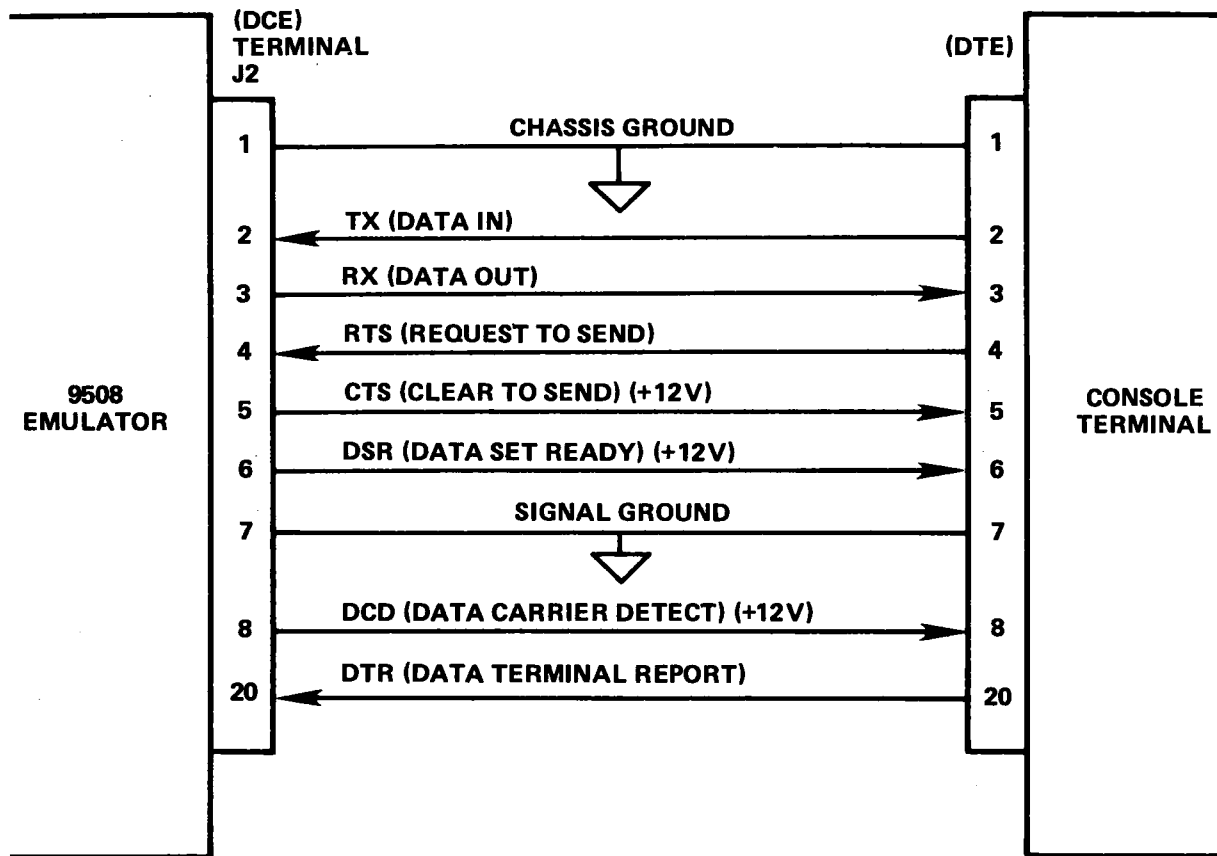 (DCE)
TERMINAL
J2
(DTE)
1 CHASSIS GROUND 1
2 TX (DATA IN) 2
3 RX (DATA OUT) 3
4 RTS (REQUEST TO SEND) 4
5 CTS (CLEAR TO SEND) (+12V) 5
6 DSR (DATA SET READY) (+12V) 6
7 SIGNAL GROUND 7
8 DCD (DATA CARRIER DETECT) (+12V) 8
20 DTR (DATA TERMINAL REPORT) 20
9508
EMULATOR
CONSOLE
TERMINAL